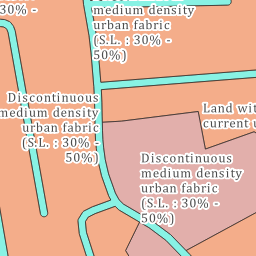 30% -
medium density
urban fabric
(S.L. : 30% -
50%)
Discontinuous
medium density
urban fabric
(S.L. : 30% -
50%)
Land
current
Discontinuous
medium density
urban fabric
(S.L. : 30% -
50%)